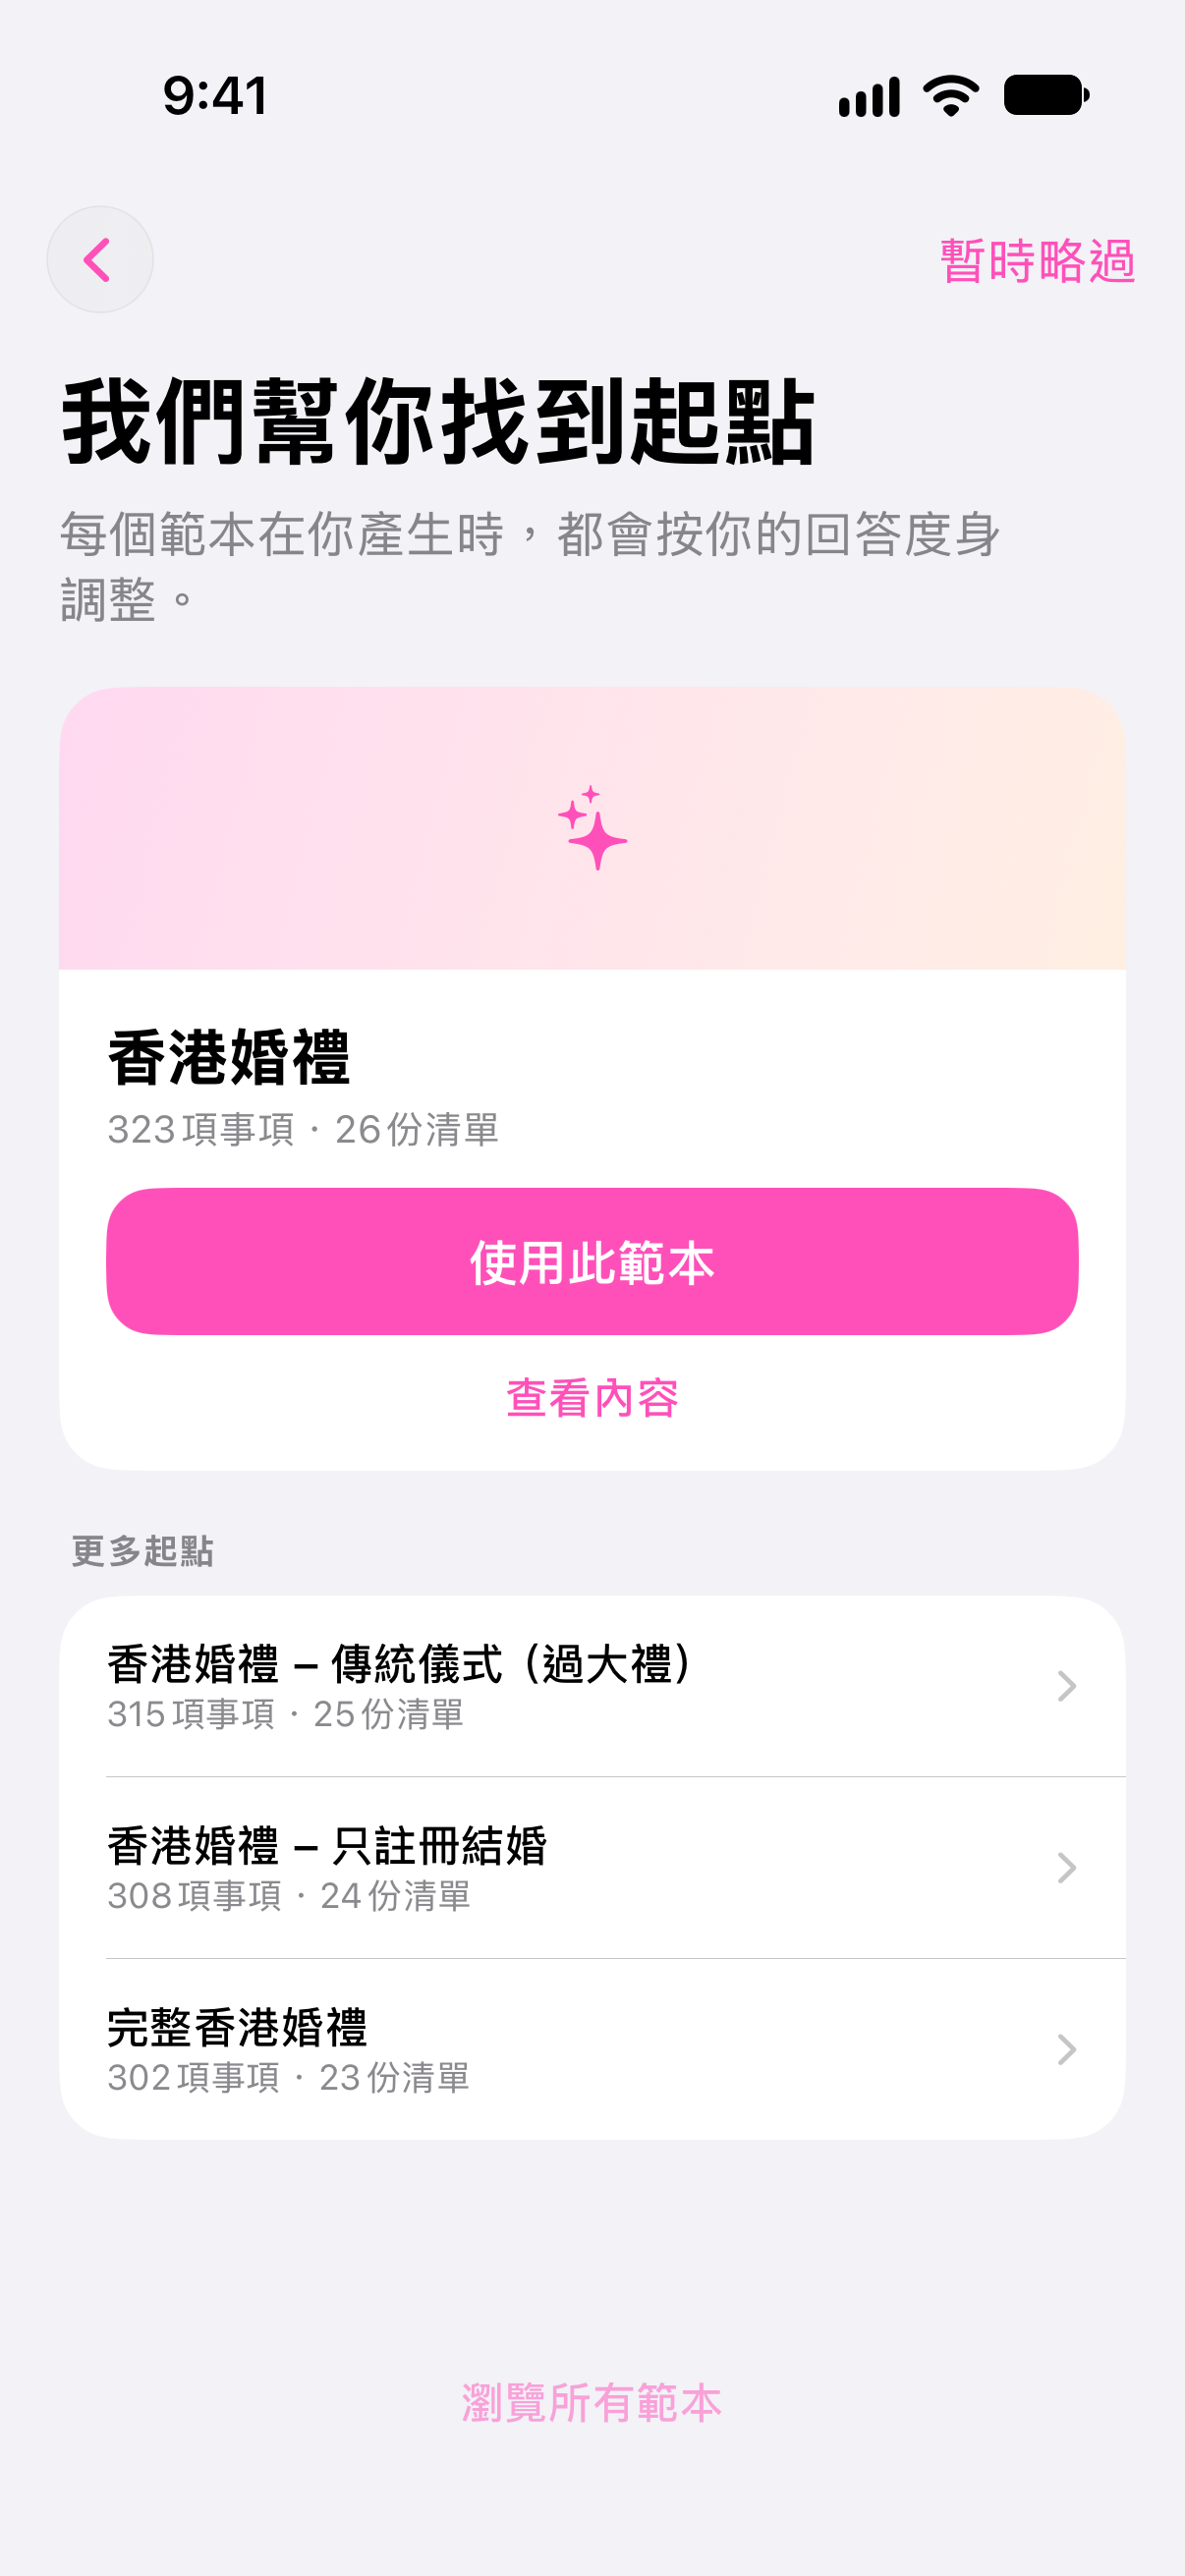 9:41
暫時略過
我們幫你找到起點
每個範本在你產生時，都會按你的回答度身
調整。
香港婚禮
323 項事項 · 26 份清單
使用此範本
查看內容
更多起點
香港婚禮 – 傳統儀式（過大禮）
315 項事項 · 25 份清單
香港婚禮 – 只註冊結婚
308 項事項 · 24 份清單
完整香港婚禮
302 項事項 · 23 份清單
瀏覽所有範本